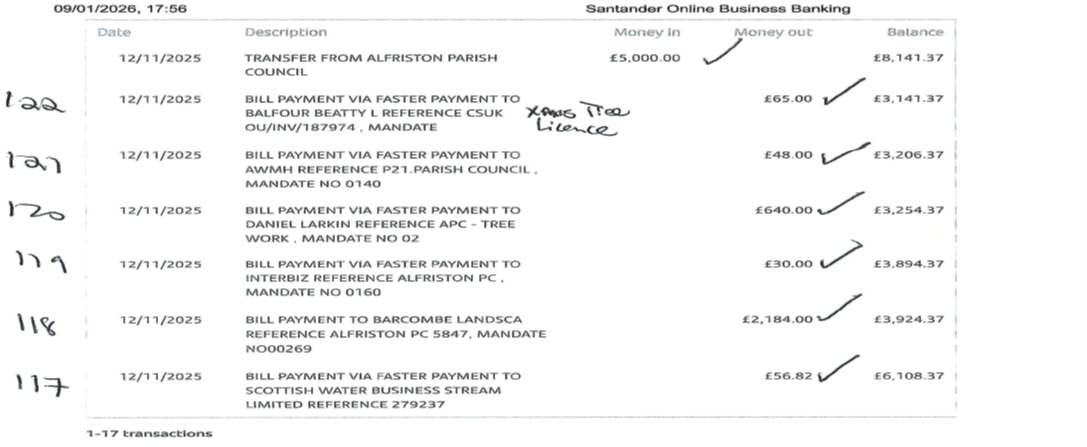 09/01/2026, 17:56 Santander Online Business Banking
Date Description Money in Money out Balance
12/11/2025 TRANSFER FROM ALFRISTON PARISH £5,000.00 £8,141.37
COUNCIL
122 12/11/2025 BILL PAYMENT VIA FASTER PAYMENT TO £65.00 £3,141.37
BALFOUR BEATTY L REFERENCE CSUK Xmas Tree
OU/INV/187974 , MANDATE Licence
121 12/11/2025 BILL PAYMENT VIA FASTER PAYMENT TO £48.00 £3,206.37
AWMH REFERENCE P21.PARISH COUNCIL ,
MANDATE NO 0140
120 12/11/2025 BILL PAYMENT VIA FASTER PAYMENT TO £640.00 £3,254.37
DANIEL LARKIN REFERENCE APC - TREE
WORK , MANDATE NO 02
119 12/11/2025 BILL PAYMENT VIA FASTER PAYMENT TO £30.00 £3,894.37
INTERBIZ REFERENCE ALFRISTON PC ,
MANDATE NO 0160
118 12/11/2025 BILL PAYMENT TO BARCOMBE LANDSCA £2,184.00 £3,924.37
REFERENCE ALFRISTON PC 5847, MANDATE
NO00269
117 12/11/2025 BILL PAYMENT VIA FASTER PAYMENT TO £56.82 £6,108.37
SCOTTISH WATER BUSINESS STREAM
LIMITED REFERENCE 279237
1-17 transactions